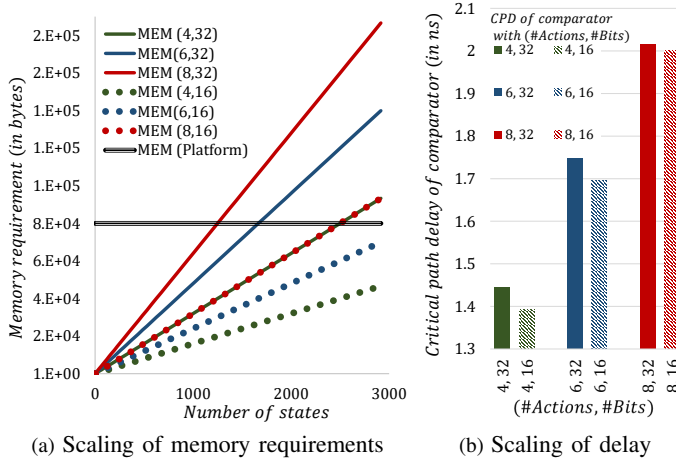 Memory requirement (in bytes)
2.E+05
2.E+05
1.E+05
1.E+05
1.E+05
8.E+04
6.E+04
4.E+04
2.E+04
1.E+00
MEM (4,32)
MEM(6,32)
MEM (8,32)
MEM (4,16)
MEM(6,16)
MEM (8,16)
MEM (Platform)
0
1000
2000
3000
Number of states
(a) Scaling of memory requirements
Critical path delay of comparator (in ns)
2.1
2
1.9
1.8
1.7
1.6
1.5
1.4
1.3
CPD of comparator
with (#Actions, #Bits)
4, 32
4, 16
6, 32
6, 16
8, 32
8, 16
4, 32
4, 16
6, 32
6, 16
8, 32
8, 16
(#Actions, #Bits)
(b) Scaling of delay